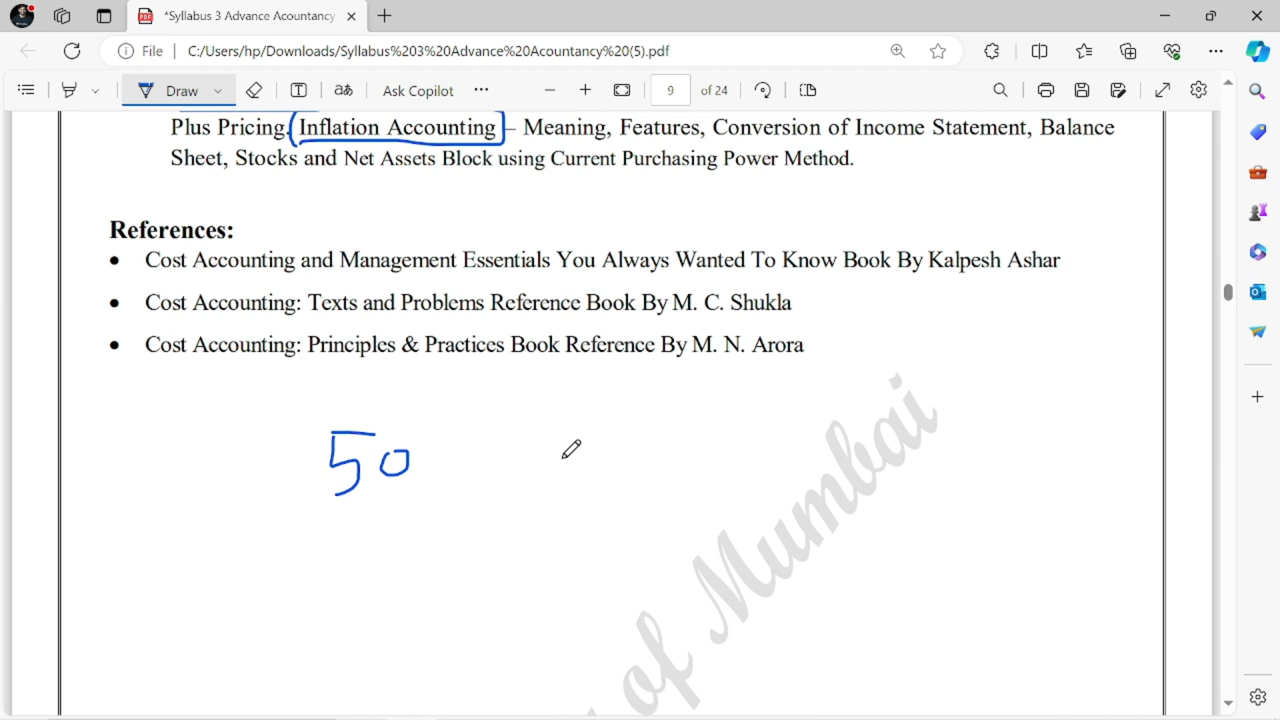 *Syllabus 3 Advance Acountancy
File C:/Users/hp/Downloads/Syllabus%203%20Advance%20Acountancy%20(5).pdf
Draw aあ Ask Copilot 9 of 24
Plus Pricing. Inflation Accounting – Meaning, Features, Conversion of Income Statement, Balance
Sheet, Stocks and Net Assets Block using Current Purchasing Power Method.
References:
• Cost Accounting and Management Essentials You Always Wanted To Know Book By Kalpesh Ashar
• Cost Accounting: Texts and Problems Reference Book By M. C. Shukla
• Cost Accounting: Principles & Practices Book Reference By M. N. Arora
50
of Mumbai